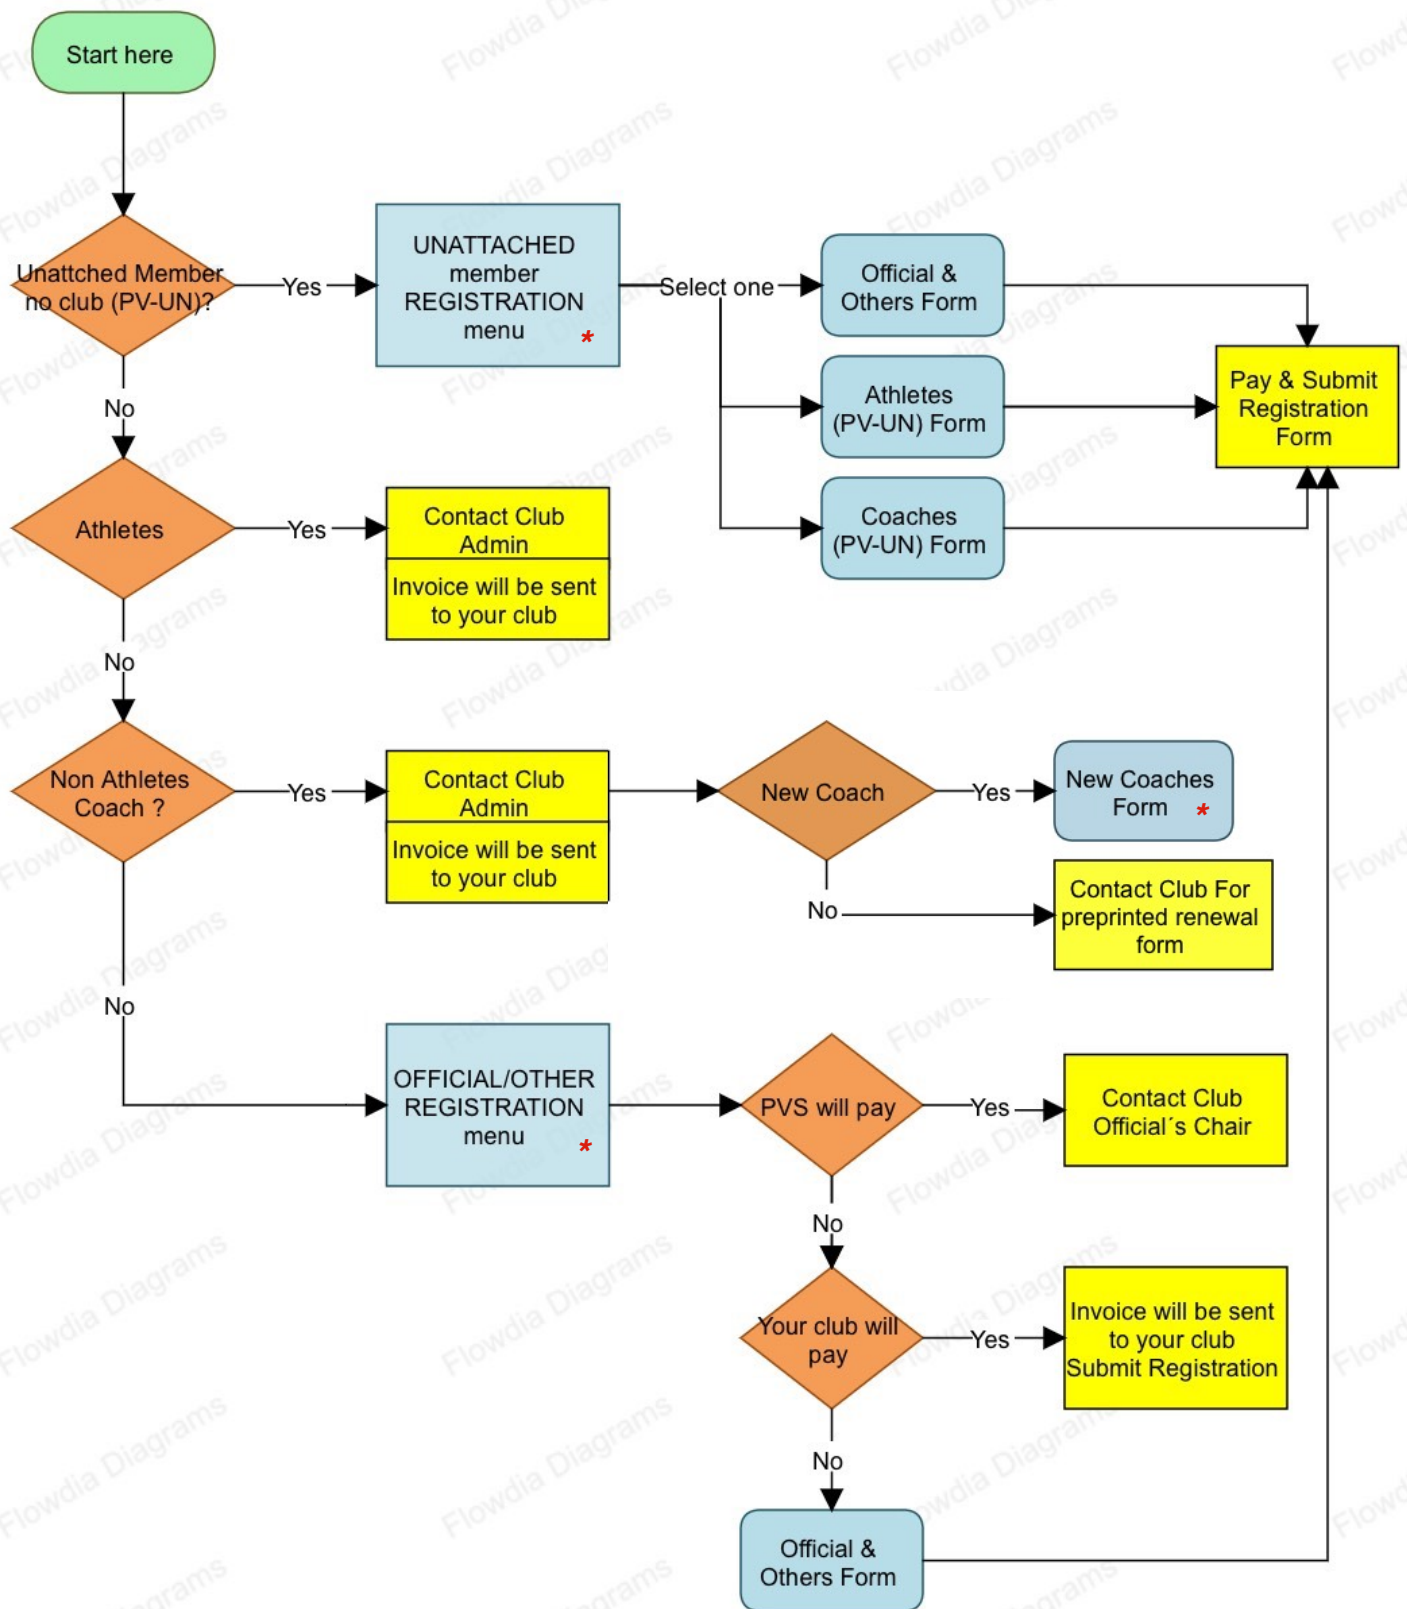 Start here
Unattched Member
no club (PV-UN)?
Yes
UNATTACHED
member
REGISTRATION
menu
*
Select one
Official &
Others Form
Athletes
(PV-UN) Form
Coaches
(PV-UN) Form
Pay & Submit
Registration
Form
No
Athletes
Yes
Contact Club
Admin
Invoice will be sent
to your club
No
Non Athletes
Coach ?
Yes
Contact Club
Admin
Invoice will be sent
to your club
New Coach
Yes
New Coaches
Form *
No
Contact Club For
preprinted renewal
form
No
OFFICIAL/OTHER
REGISTRATION
menu
*
PVS will pay
Yes
Contact Club
Official´s Chair
No
Your club will
pay
Yes
Invoice will be sent
to your club
Submit Registration
No
Official &
Others Form
Flowdia Diagrams